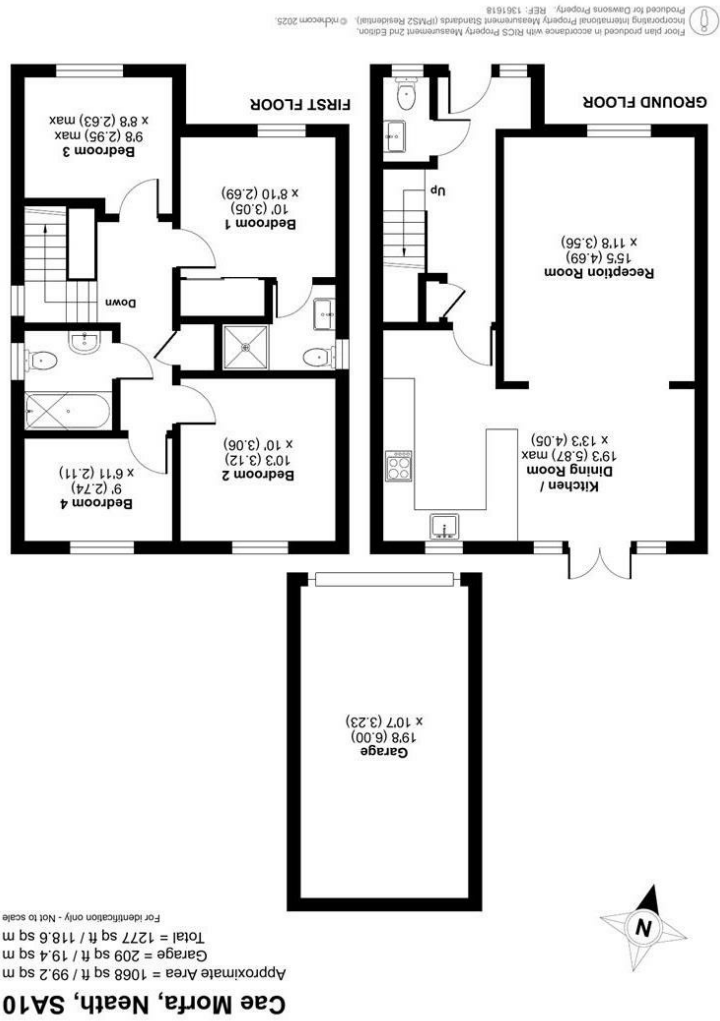 Cae Morfa, Neath, SA10
Approximate Area = 1068 sq ft / 99.2 sq m
Garage = 209 sq ft / 19.4 sq m
Total = 1277 sq ft / 118.6 sq m
For identification only - Not to scale
N
Garage
19'8 (6.00)
x 10'7 (3.23)
Kitchen /
Dining Room
19'3 (5.87) max
x 13'3 (4.05)
Reception Room
15'5 (4.69)
x 11'8 (3.56)
Up
GROUND FLOOR
Bedroom 2
10'3 (3.12)
x 10' (3.06)
Bedroom 4
9' (2.74)
x 6'11 (2.11)
Down
Bedroom 1
10' (3.05)
x 8'10 (2.69)
Bedroom 3
9'8 (2.95) max
x 8'8 (2.63) max
FIRST FLOOR
Floor plan produced in accordance with RICS Property Measurement 2nd Edition,
Incorporating International Property Measurement Standards (IPMS2 Residential). © nichecom 2025.
Produced for Dawsons Property. REF: 1361618